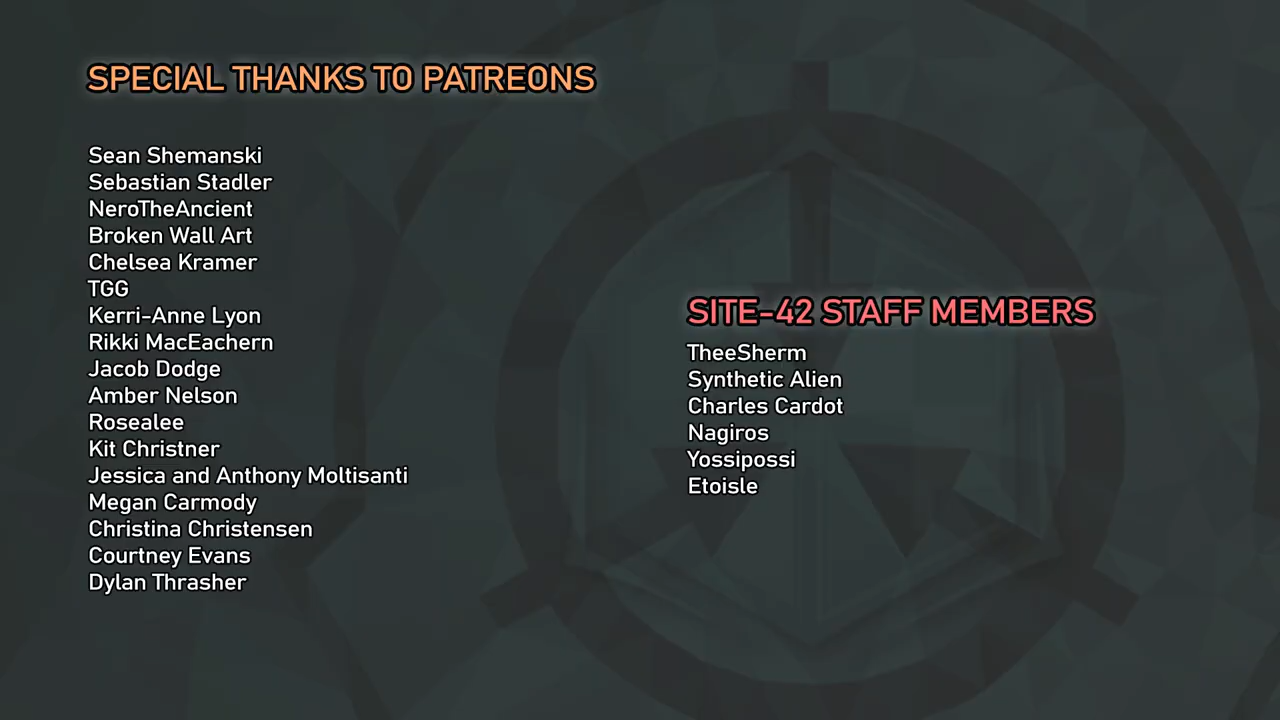 SPECIAL THANKS TO PATREONS
Sean Shemanski
Sebastian Stadler
NeroTheAncient
Broken Wall Art
Chelsea Kramer
TGG
Kerri-Anne Lyon
Rikki MacEachern
Jacob Dodge
Amber Nelson
Rosealee
Kit Christner
Jessica and Anthony Moltisanti
Megan Carmody
Christina Christensen
Courtney Evans
Dylan Thrasher
SITE-42 STAFF MEMBERS
TheeSherm
Synthetic Alien
Charles Cardot
Nagiros
Yossipossi
Etoisle